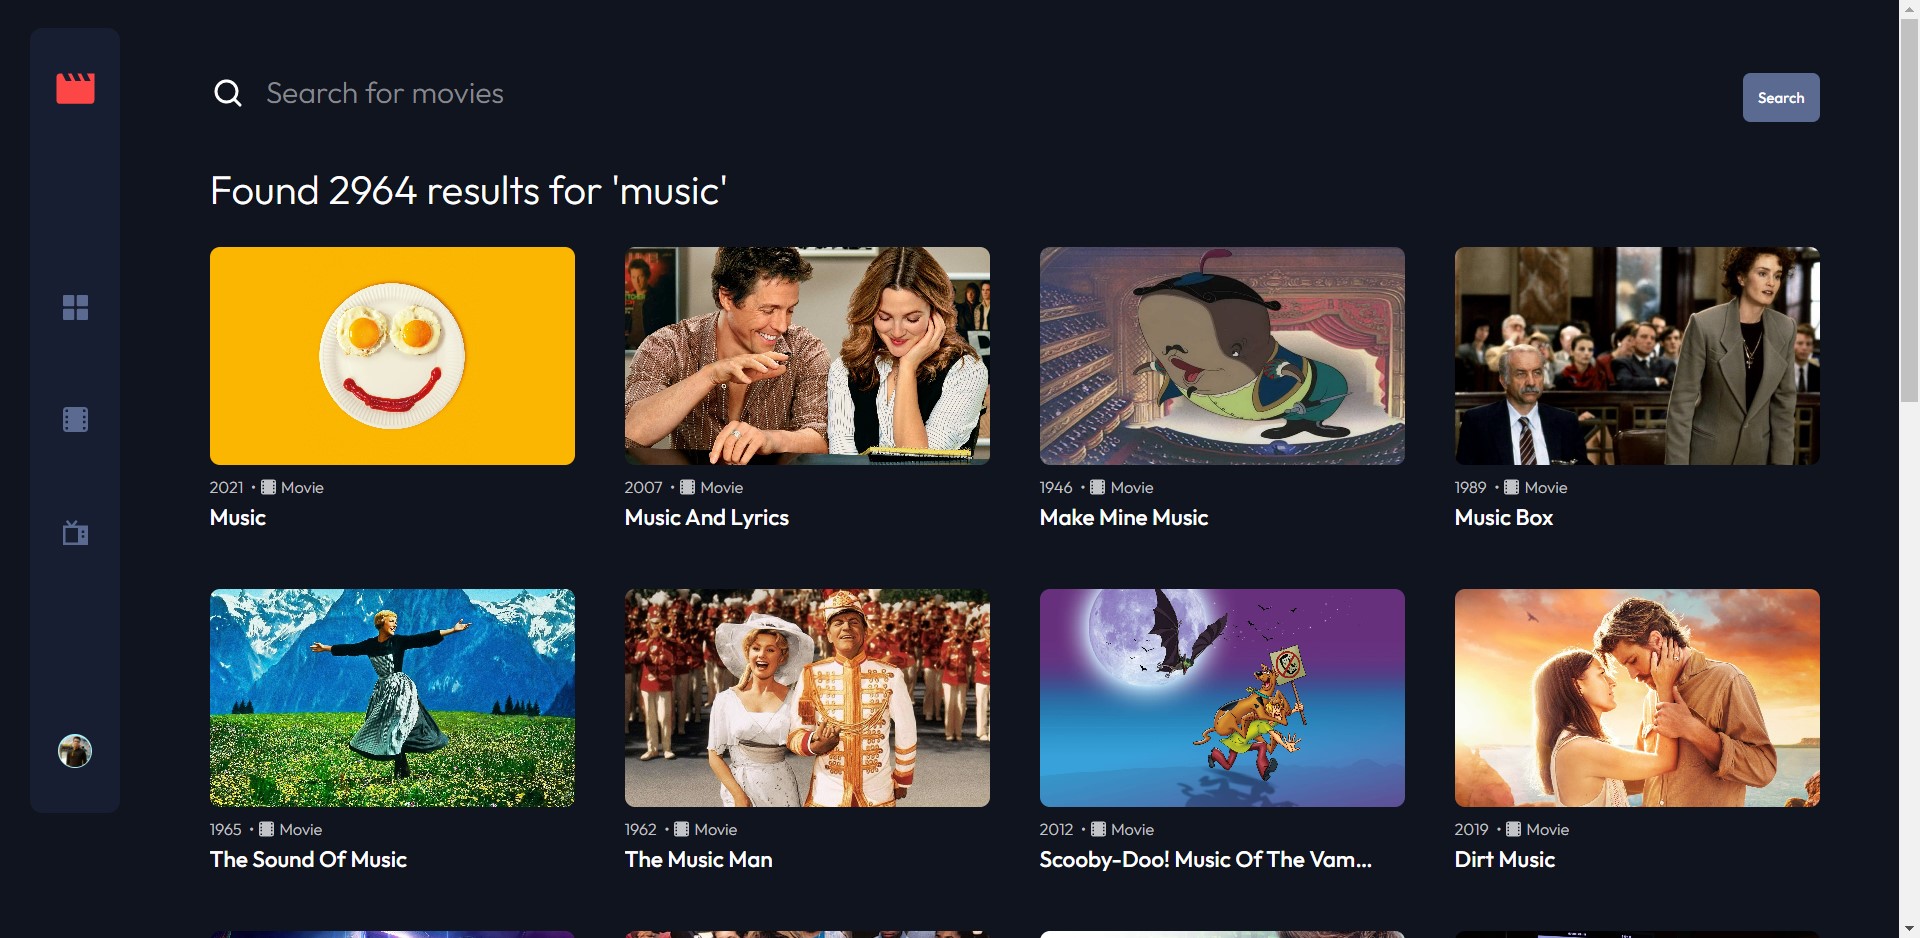 Search for movies
Search
Found 2964 results for 'music'
2021 • Movie
Music
2007 • Movie
Music And Lyrics
1946 • Movie
Make Mine Music
1989 • Movie
Music Box
1965 • Movie
The Sound Of Music
1962 • Movie
The Music Man
2012 • Movie
Scooby-Doo! Music Of The Vam...
2019 • Movie
Dirt Music